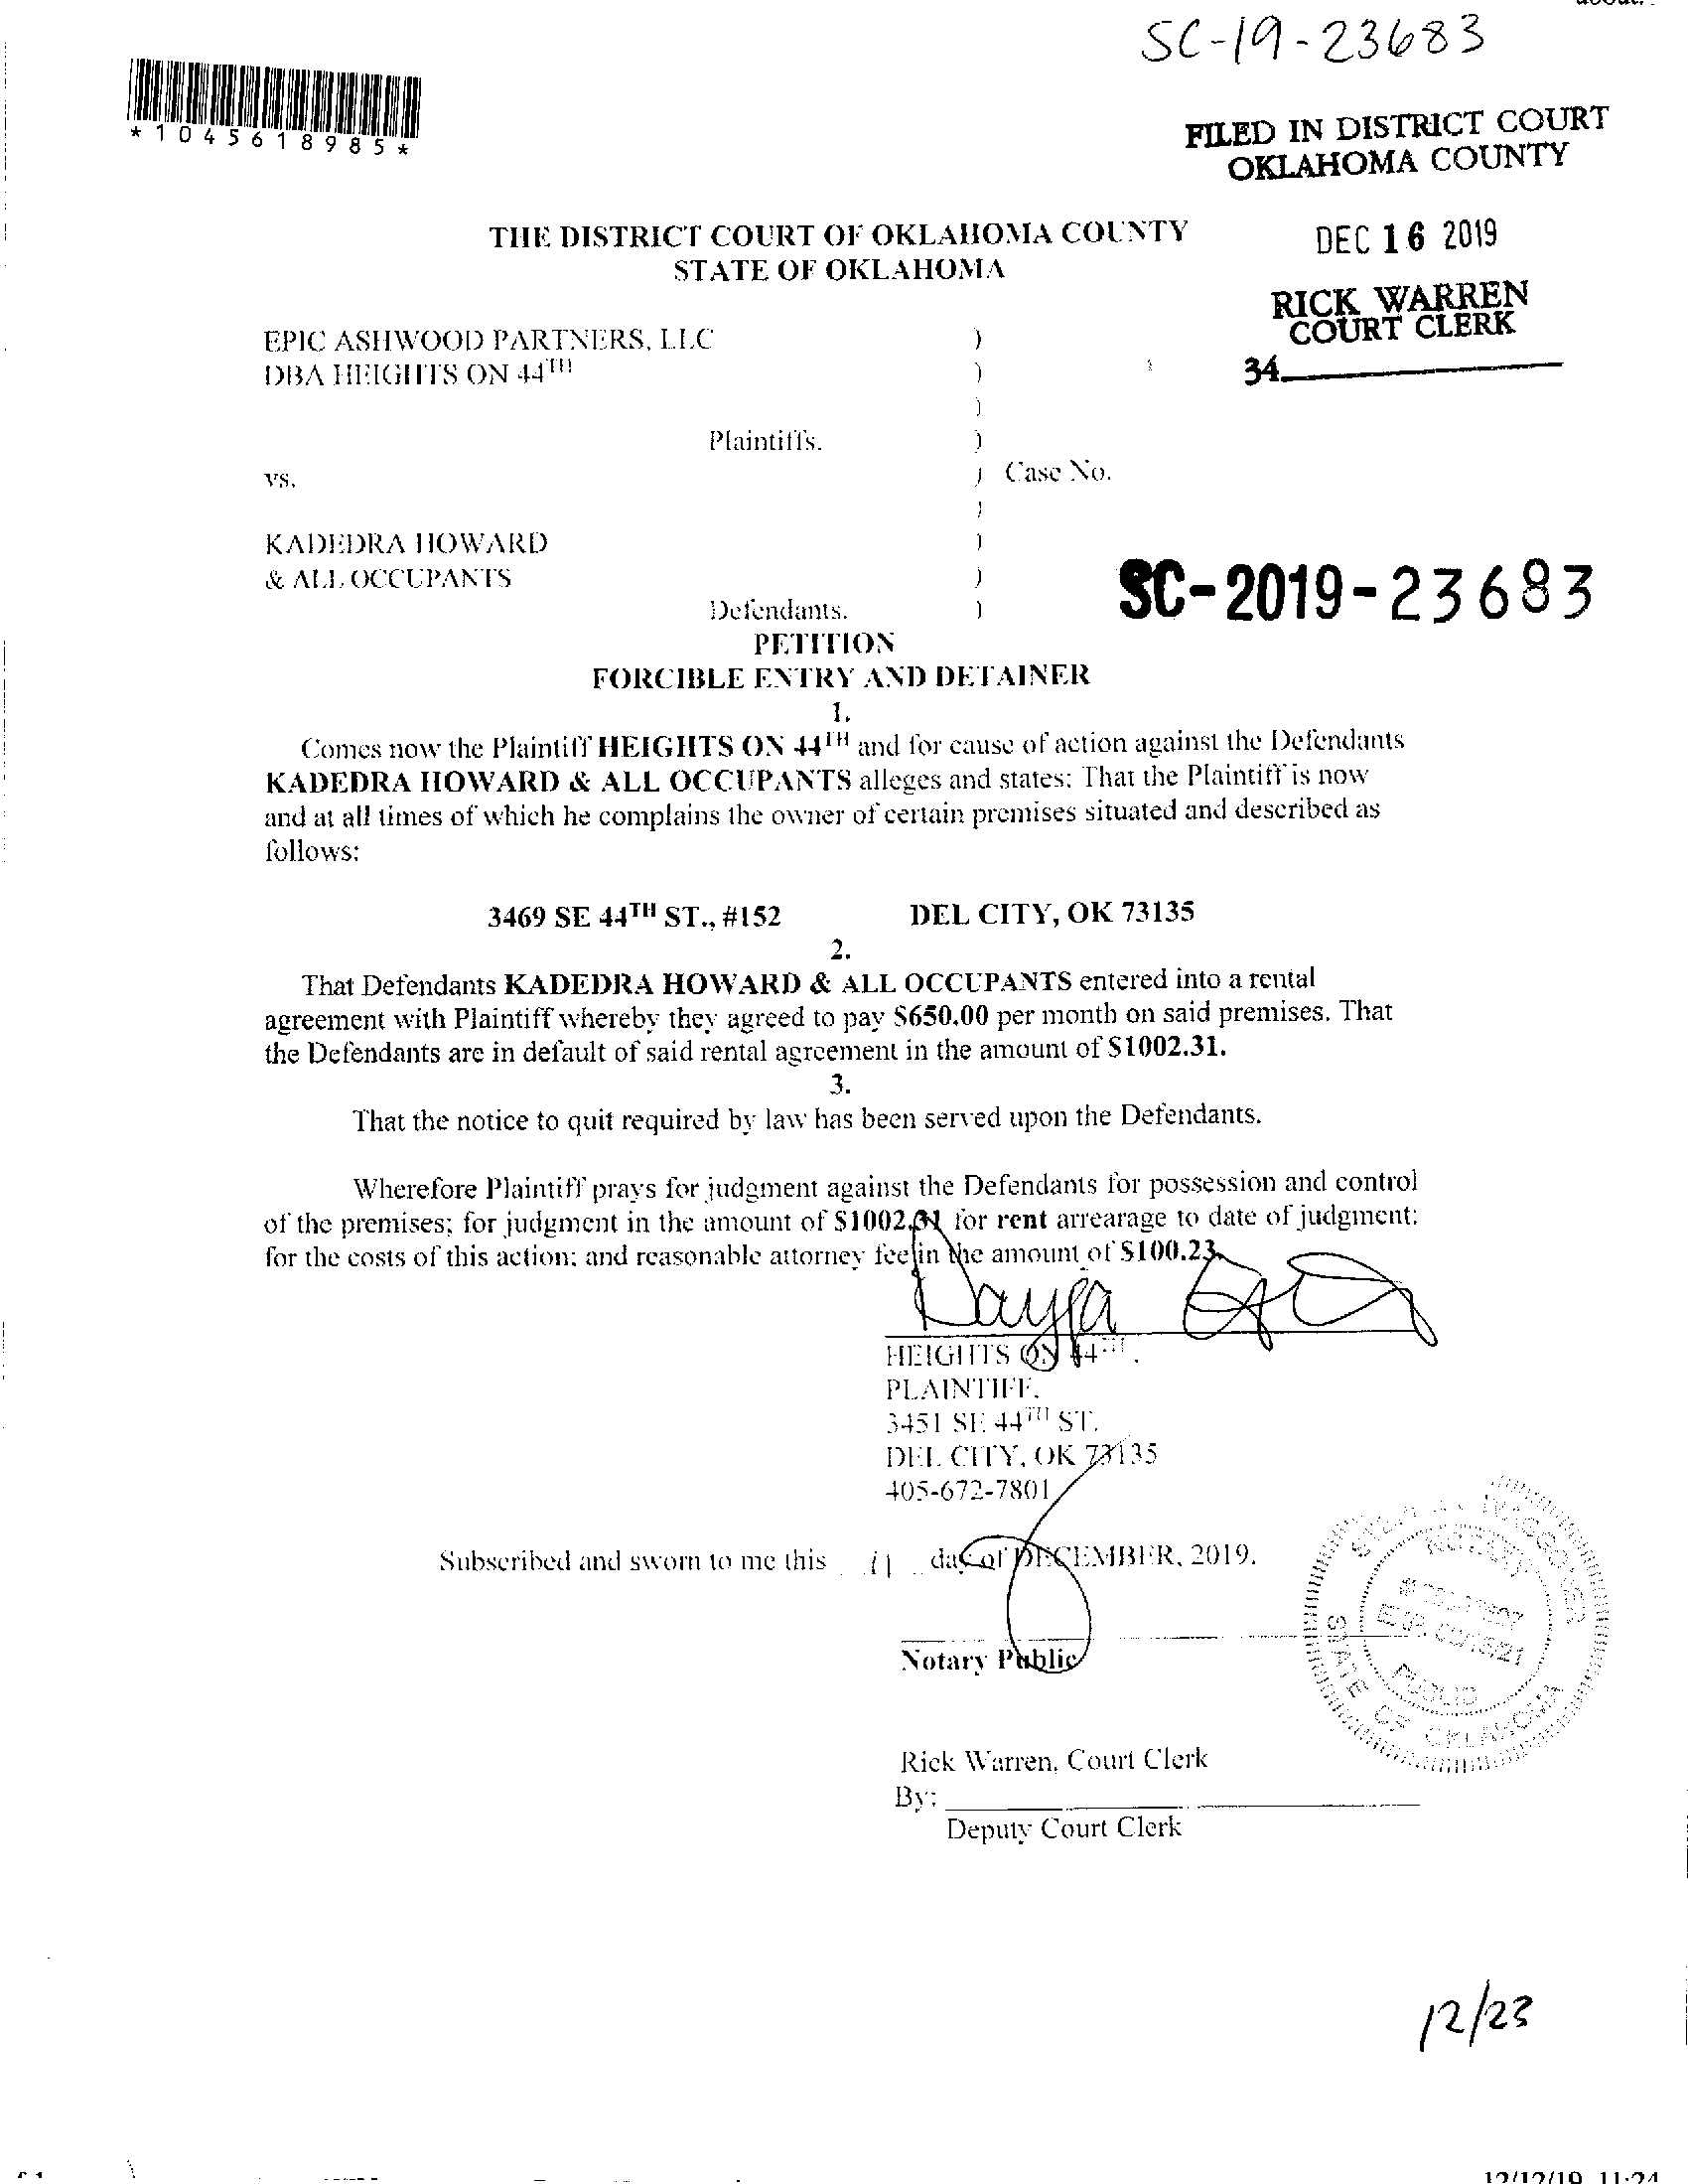 SC-19-23683
*1045618985*
FILED IN DISTRICT COURT
OKLAHOMA COUNTY
DEC 16 2019
RICK WARREN
COURT CLERK
34
THE DISTRICT COURT OF OKLAHOMA COUNTY
STATE OF OKLAHOMA
EPIC ASHWOOD PARTNERS, LLC )
DBA HEIGHTS ON 44TH )
)
Plaintiffs. )
vs. ) Case No.
)
KADEDRA HOWARD )
& ALL OCCUPANTS )
SC-2019-23683
Defendants. )
PETITION
FORCIBLE ENTRY AND DETAINER
1.
Comes now the Plaintiff HEIGHTS ON 44TH and for cause of action against the Defendants
KADEDRA HOWARD & ALL OCCUPANTS alleges and states: That the Plaintiff is now
and at all times of which he complains the owner of certain premises situated and described as
follows:
3469 SE 44TH ST., #152 DEL CITY, OK 73135
2.
That Defendants KADEDRA HOWARD & ALL OCCUPANTS entered into a rental
agreement with Plaintiff whereby they agreed to pay $650.00 per month on said premises. That
the Defendants are in default of said rental agreement in the amount of $1002.31.
3.
That the notice to quit required by law has been served upon the Defendants.
Wherefore Plaintiff prays for judgment against the Defendants for possession and control
of the premises; for judgment in the amount of $1002.31 for rent arrearage to date of judgment;
for the costs of this action; and reasonable attorney fee in the amount of $100.23.
HEIGHTS ON 44TH.
PLAINTIFF,
3451 SE 44TH ST.
DEL CITY, OK 73135
405-672-7801
Subscribed and sworn to me this 11 day of DECEMBER, 2019.
Notary Public
NOTARY
PUBLIC
STATE OF OKLAHOMA
Rick Warren, Court Clerk
By:
Deputy Court Clerk
12/23
12/12/19 11:24